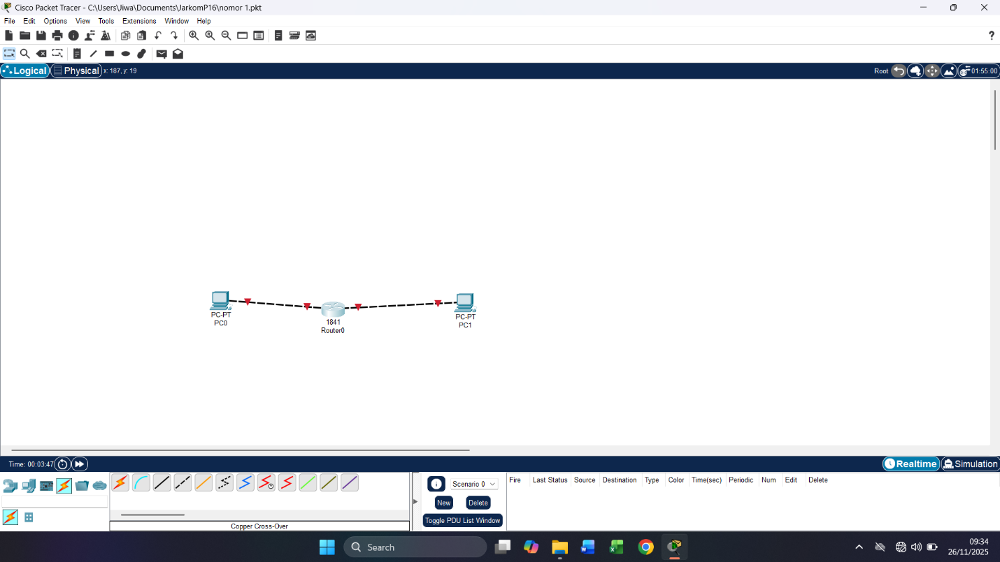 Cisco Packet Tracer - C:\Users\Jiwa\Documents\JarkomP16\nomor 1.pkt
File Edit Options View Tools Extensions Window Help
?
Logical Physical x: 187, y: 19 Root 01:55:00
PC-PT
PC0
1841
Router0
PC-PT
PC1
Time: 00:03:47 Realtime Simulation
Scenario 0
New Delete
Toggle PDU List Window
Fire Last Status Source Destination Type Color Time(sec) Periodic Num Edit Delete
Copper Cross-Over
Search
09:34
26/11/2025